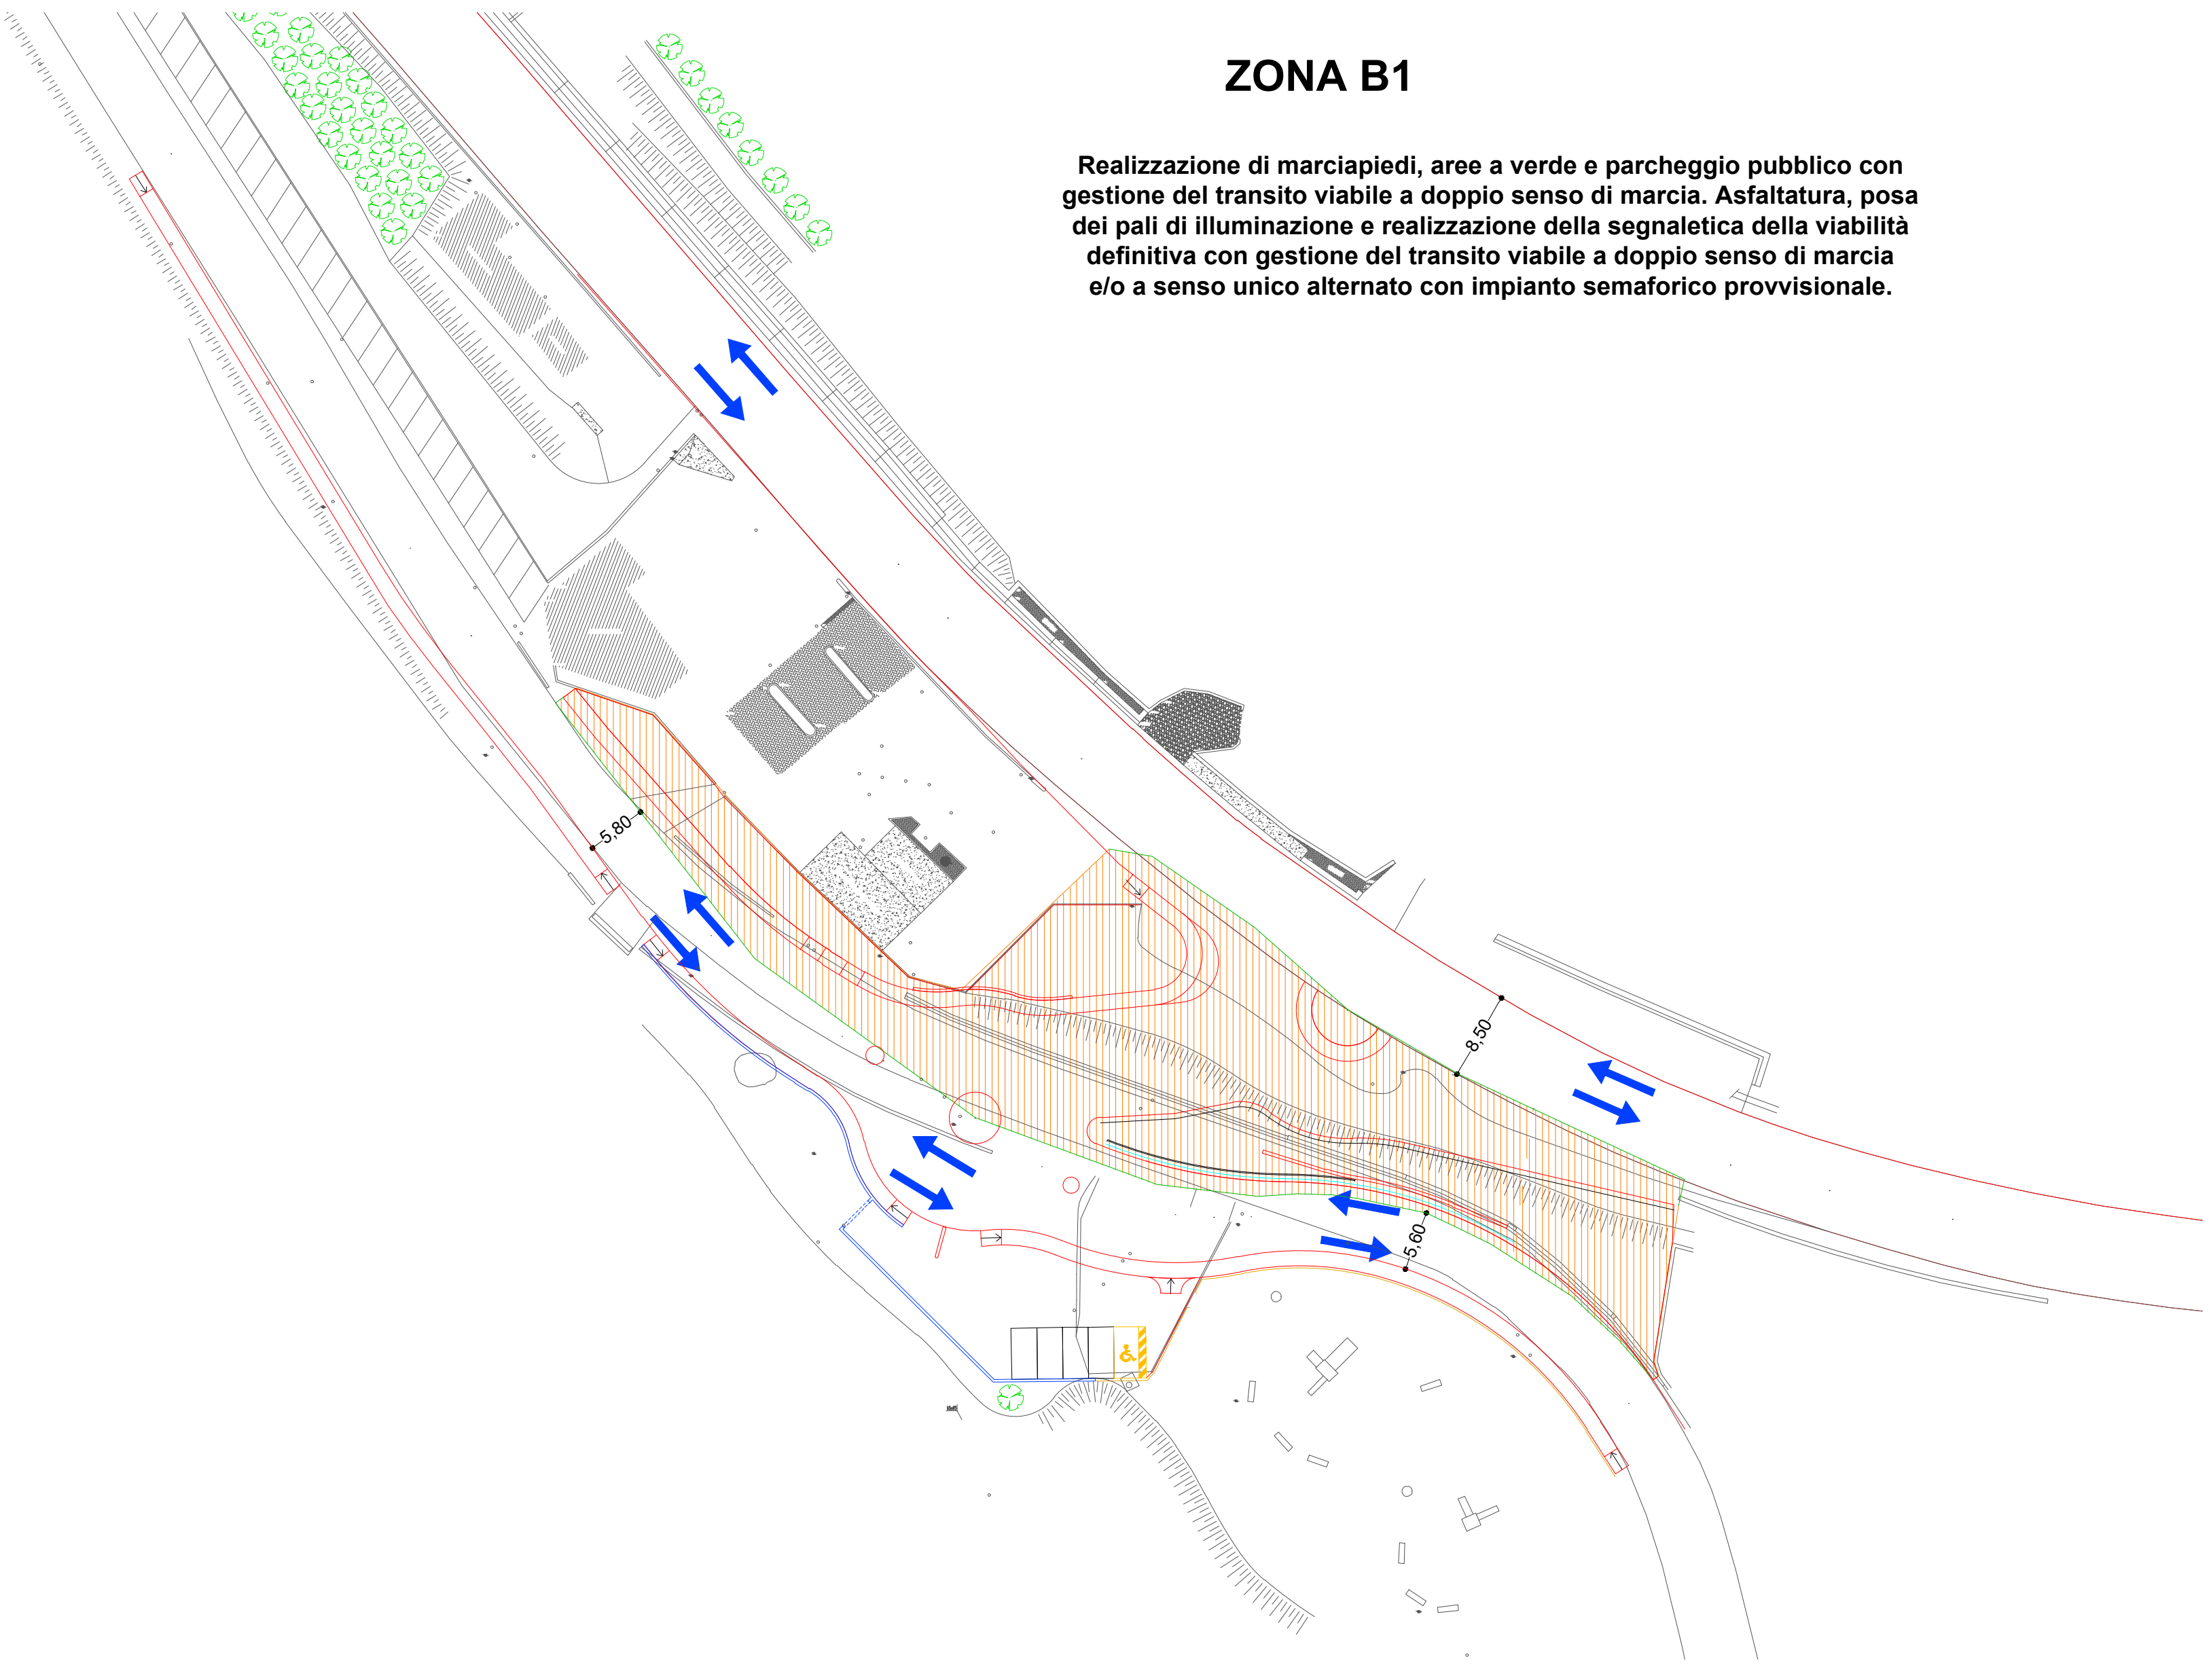 ZONA B1
Realizzazione di marciapiedi, aree a verde e parcheggio pubblico con
gestione del transito viabile a doppio senso di marcia. Asfaltatura, posa
dei pali di illuminazione e realizzazione della segnaletica della viabilità
definitiva con gestione del transito viabile a doppio senso di marcia
e/o a senso unico alternato con impianto semaforico provvisionale.
5,80
8,50
5,60